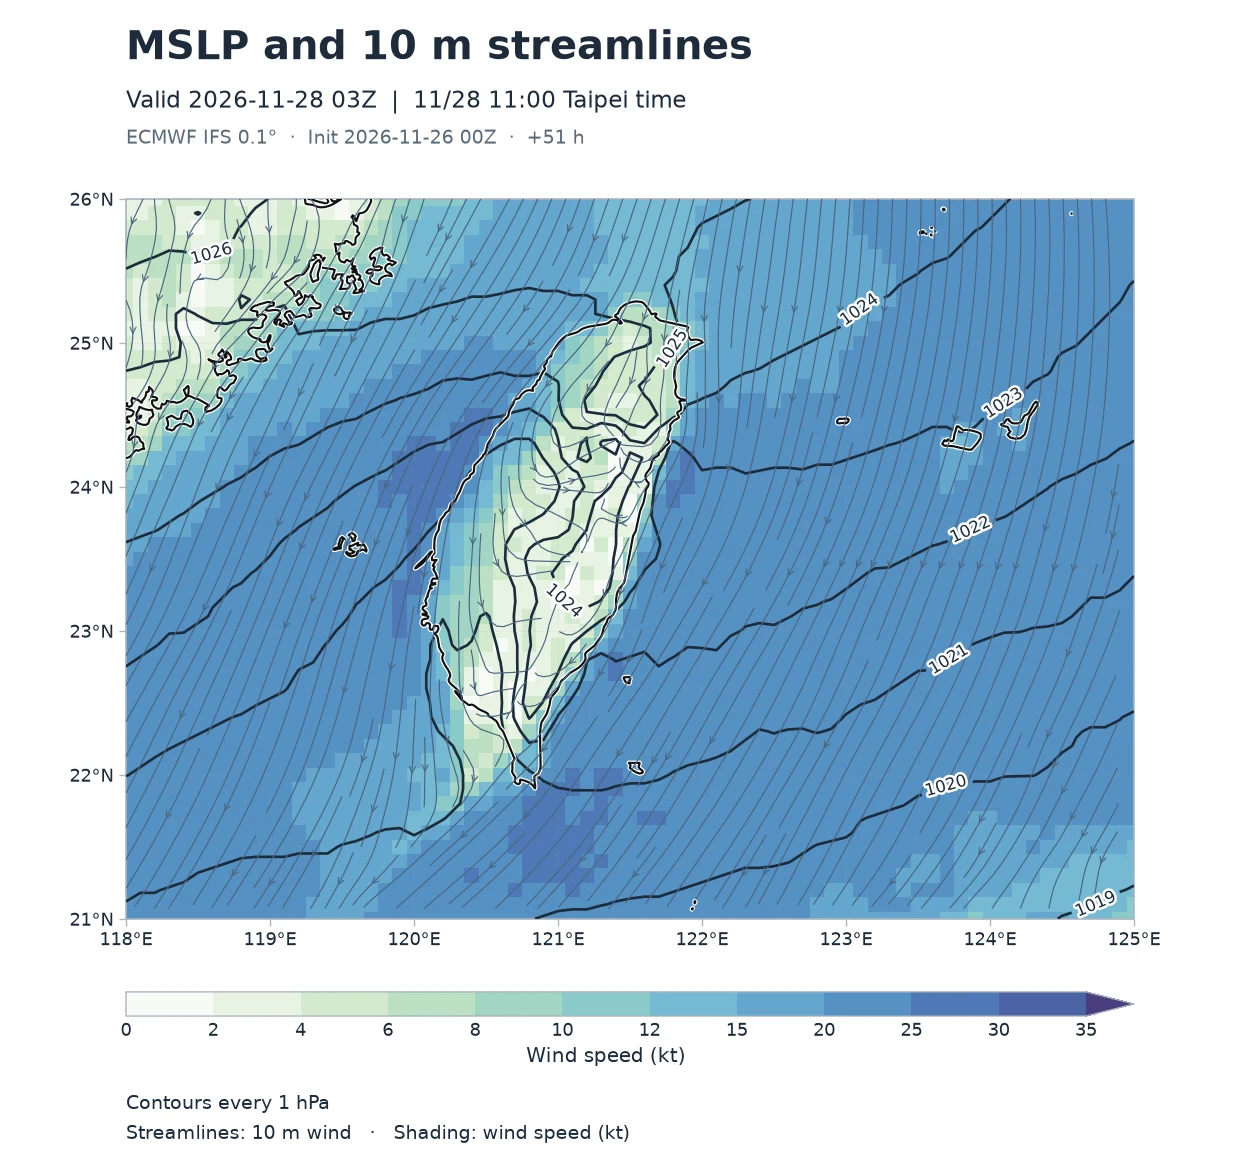 MSLP and 10 m streamlines
Valid 2026-11-28 03Z | 11/28 11:00 Taipei time
ECMWF IFS 0.1° · Init 2026-11-26 00Z · +51 h
26°N
1026
25°N
1024
1025
1023
24°N
1022
1024
23°N
1021
22°N
1020
1019
21°N
118°E 119°E 120°E 121°E 122°E 123°E 124°E 125°E
0 2 4 6 8 10 12 15 20 25 30 35
Wind speed (kt)
Contours every 1 hPa
Streamlines: 10 m wind · Shading: wind speed (kt)